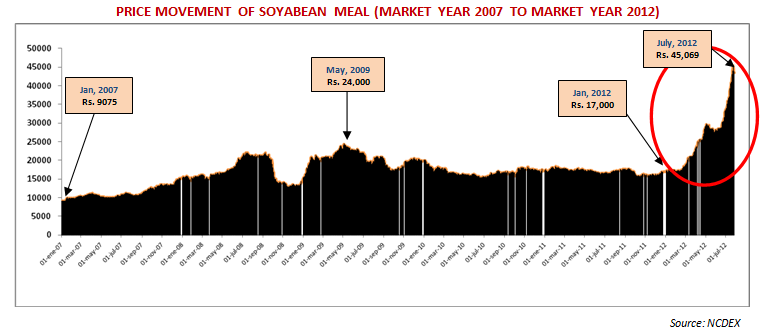 PRICE MOVEMENT OF SOYABEAN MEAL (MARKET YEAR 2007 TO MARKET YEAR 2012)
July, 2012
Rs. 45,069
May, 2009
Rs. 24,000
Jan, 2007
Rs. 9075
Jan, 2012
Rs. 17,000
50000
45000
40000
35000
30000
25000
20000
15000
10000
5000
0
01-ene-07
01-mar-07
01-may-07
01-jul-07
01-sep-07
01-nov-07
01-ene-08
01-mar-08
01-may-08
01-jul-08
01-sep-08
01-nov-08
01-ene-09
01-mar-09
01-may-09
01-jul-09
01-sep-09
01-nov-09
01-ene-10
01-mar-10
01-may-10
01-jul-10
01-sep-10
01-nov-10
01-ene-11
01-mar-11
01-may-11
01-jul-11
01-sep-11
01-nov-11
01-ene-12
01-mar-12
01-may-12
01-jul-12
Source: NCDEX